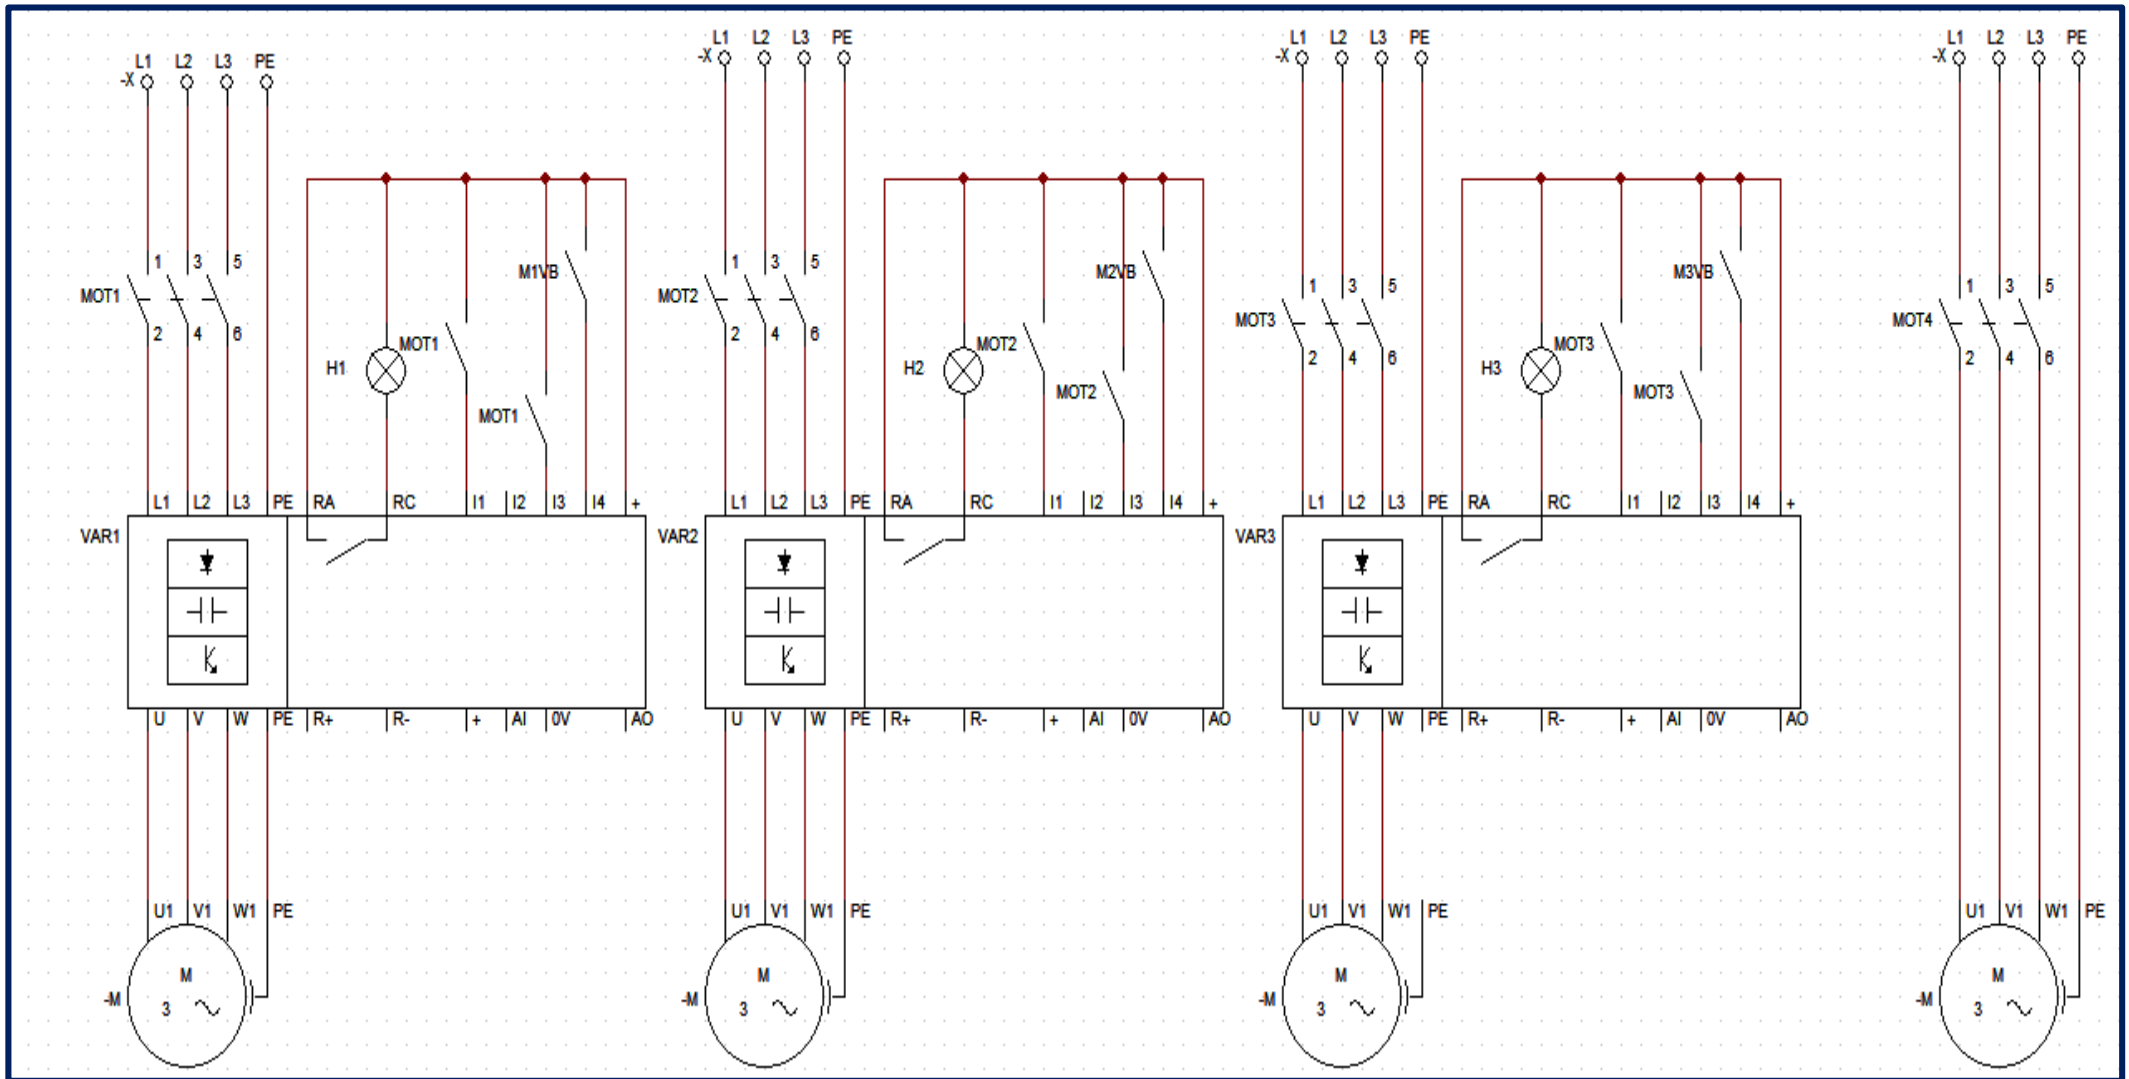 L1 L2 L3 PE
-X
L1 L2 L3 PE
-X
L1 L2 L3 PE
-X
L1 L2 L3 PE
-X
MOT1
1 3 5
2 4 6
M1VB
H1
MOT1
MOT1
MOT2
1 3 5
2 4 6
M2VB
H2
MOT2
MOT2
MOT3
1 3 5
2 4 6
M3VB
H3
MOT3
MOT3
MOT4
1 3 5
2 4 6
L1 L2 L3 PE RA RC I1 I2 I3 I4 +
VAR1
L1 L2 L3 PE RA RC I1 I2 I3 I4 +
VAR2
L1 L2 L3 PE RA RC I1 I2 I3 I4 +
VAR3
U V W PE R+ R- + AI 0V AO
U V W PE R+ R- + AI 0V AO
U V W PE R+ R- + AI 0V AO
U1 V1 W1 PE
M
-M
3
U1 V1 W1 PE
M
-M
3
U1 V1 W1 PE
M
-M
3
U1 V1 W1 PE
M
-M
3